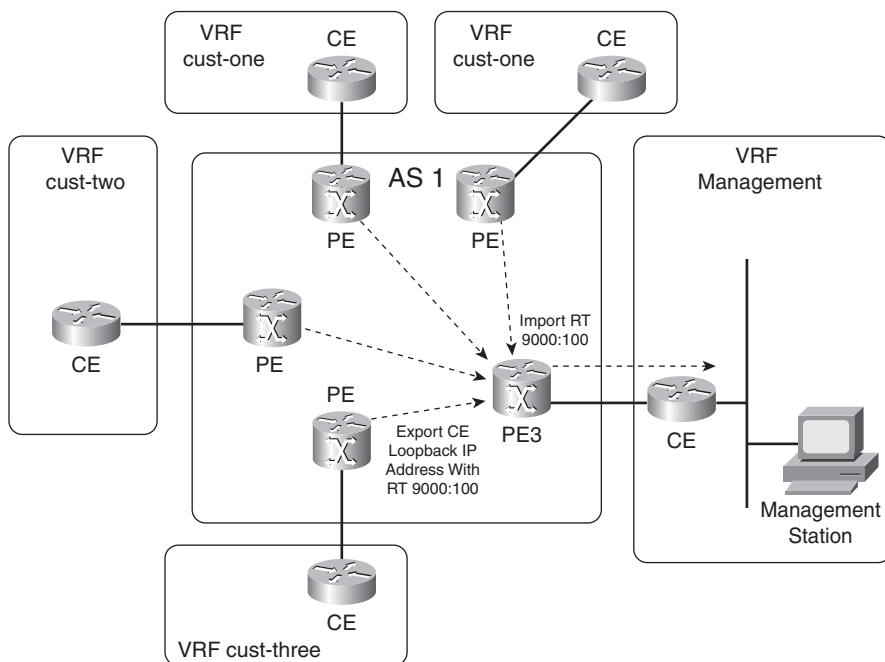 VRF
cust-one
CE
VRF
cust-one
CE
VRF
cust-two
AS 1
VRF
Management
PE
PE
Import RT
9000:100
CE
PE
PE
PE3
CE
Export CE
Loopback IP
Address With
RT 9000:100
Management
Station
CE
VRF cust-three